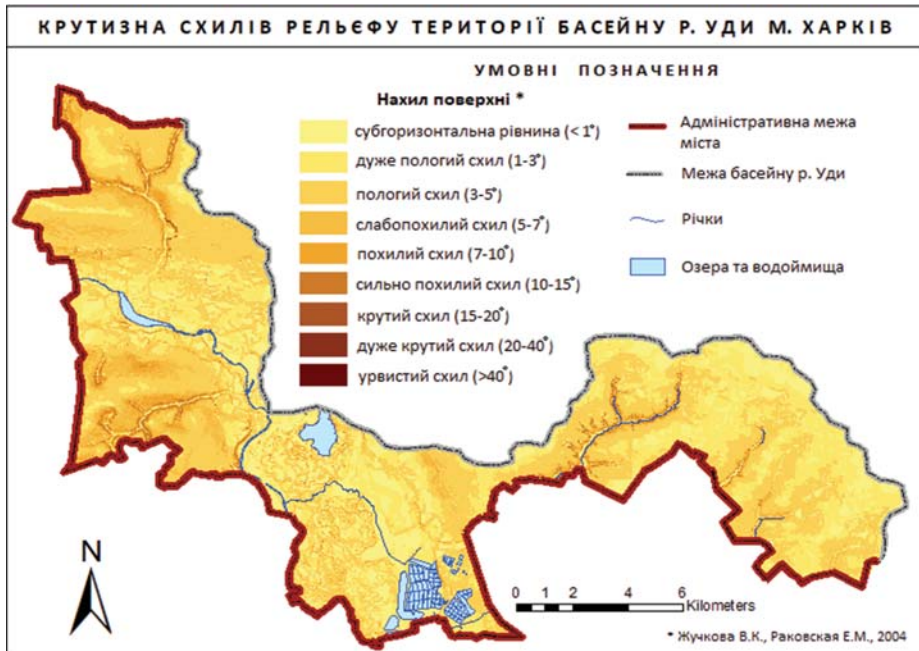 КРУТИЗНА СХИЛІВ РЕЛЬЄФУ ТЕРИТОРІЇ БАСЕЙНУ Р. УДИ М. ХАРКІВ
УМОВНІ ПОЗНАЧЕННЯ
Нахил поверхні *
субгоризонтальна рівнина (< 1°)
дуже пологий схил (1-3°)
пологий схил (3-5°)
слабопохилий схил (5-7°)
похилий схил (7-10°)
сильно похилий схил (10-15°)
крутий схил (15-20°)
дуже крутий схил (20-40°)
урвистий схил (>40°)
Адміністративна межа
міста
Межа басейну р. Уди
Річки
Озера та водоймища
N
0 1 2 4 6
Kilometers
* Жучкова В.К., Раковская Е.М., 2004